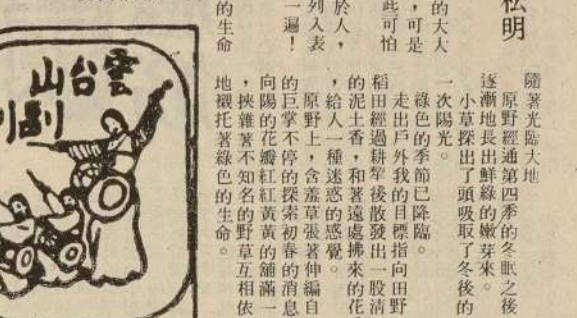 松明
的大大
，可是
此可怕
於人，
列入表
一遍！
的生命
隨著光臨大地
原野經通第四季的冬眠之後
逐漸地長出鮮綠的嫩芽來。
小草探出了頭吸取了冬後的
一次陽光。
綠色的季節已降臨。
走出戶外我的目標指向田野
稻田經過耕犂後散發出一股清
的泥土香，和著遠處拂來的花
，給人一種迷惑的感覺。
原野上，含羞草張著伸編自
的巨掌不停的探索初春的消息
向陽的花瓣紅紅黃黃的舖滿一
，挾雜著不知名的野草互相依
地襯托著綠色的生命。
雲台山